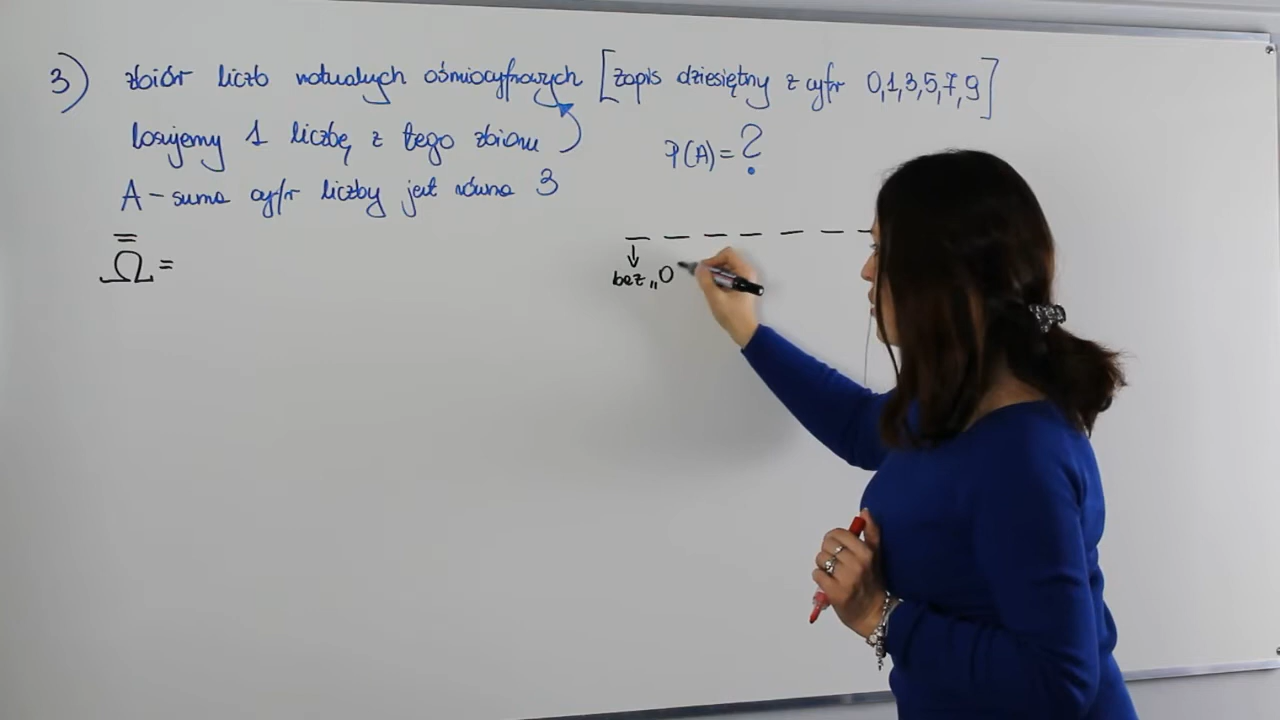 3) zbiór liczb naturalnych ośmiocyfrowych [zapis dziesiętny z cyfr 0,1,3,5,7,9]
losujemy 1 liczbę z tego zbioru
P(A) = ?
A - suma cyfr liczby jest równa 3
Ω =
bez „0